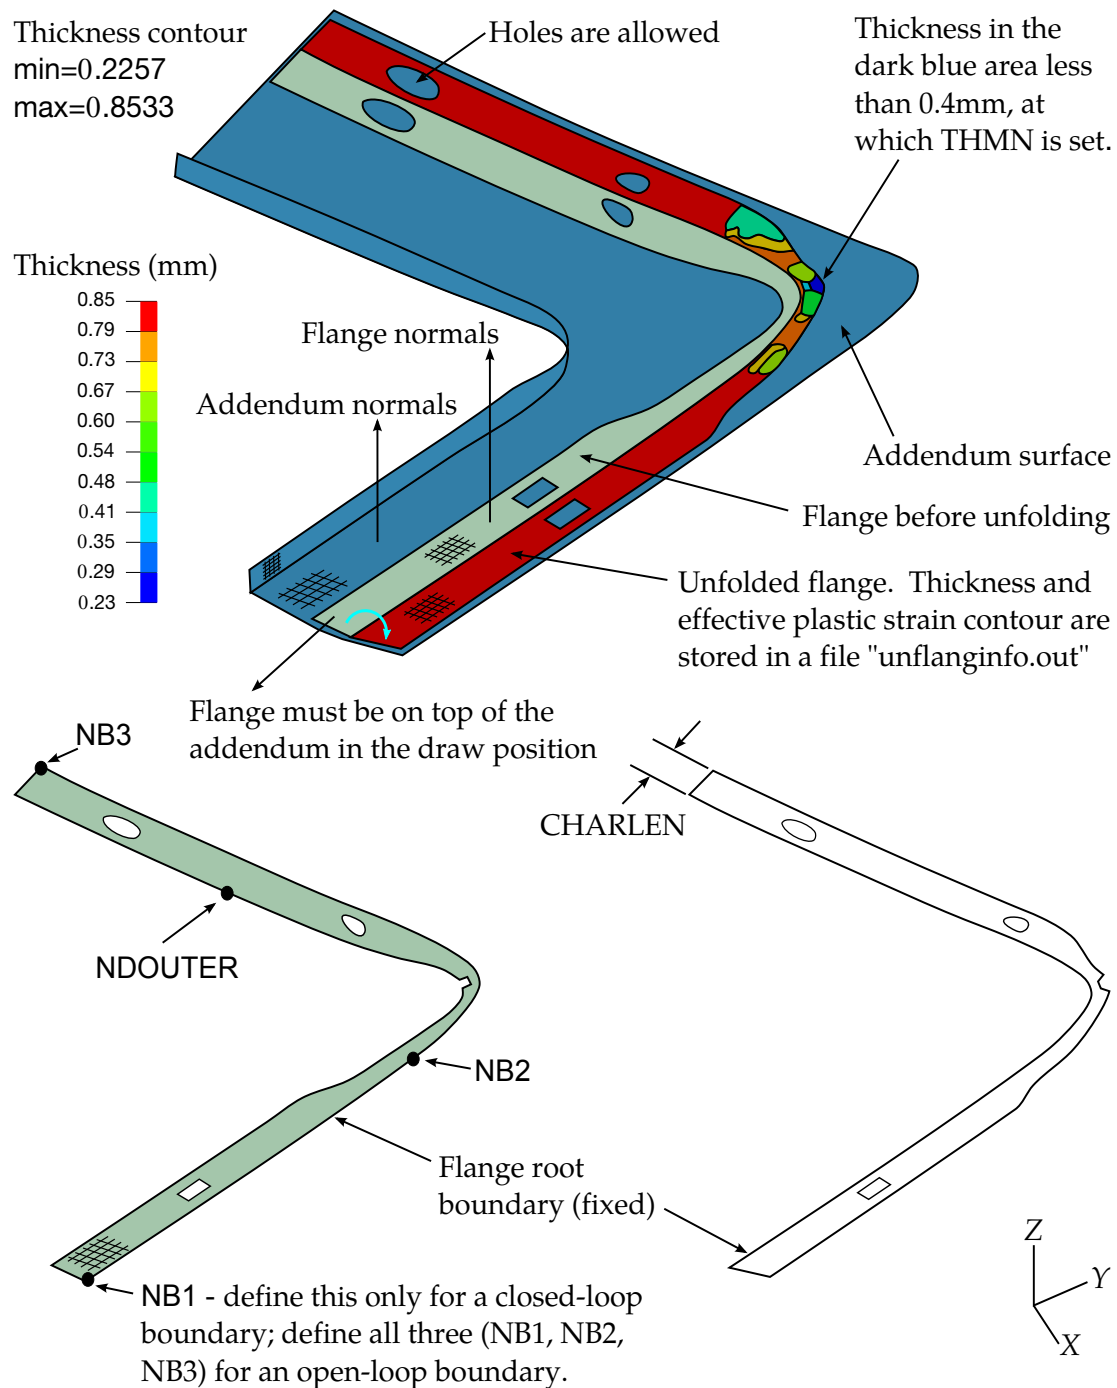 Thickness contour
min=0.2257
max=0.8533
Holes are allowed
Thickness in the
dark blue area less
than 0.4mm, at
which THMN is set.
Thickness (mm)
0.85
0.79
0.73
0.67
0.60
0.54
0.48
0.41
0.35
0.29
0.23
Flange normals
Addendum normals
Addendum surface
Flange before unfolding
Unfolded flange.  Thickness and
effective plastic strain contour are
stored in a file "unflanginfo.out"
Flange must be on top of the
addendum in the draw position
NB3
NDOUTER
NB2
CHARLEN
Flange root
boundary (fixed)
NB1 - define this only for a closed-loop
boundary; define all three (NB1, NB2,
NB3) for an open-loop boundary.
Z
Y
X